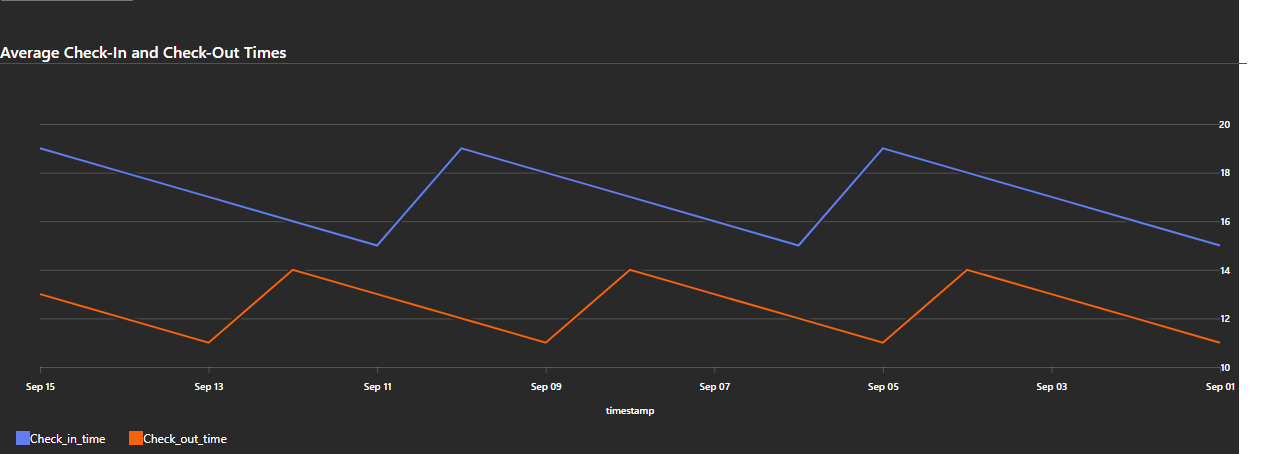 Average Check-In and Check-Out Times
20
18
16
14
12
10
Sep 15 Sep 13 Sep 11 Sep 09 Sep 07 Sep 05 Sep 03 Sep 01
timestamp
Check_in_time Check_out_time